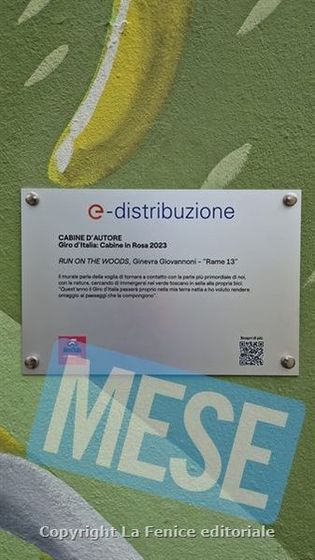 e-distribuzione
CABINE D'AUTORE
Giro d'Italia: Cabine in Rosa 2023
RUN ON THE WOODS, Ginevra Giovannoni - "Rame 13"
Il murale parla della voglia di tornare a contatto con la parte più primordiale di noi,
con la natura, cercando di immergersi nel verde toscano in sella alla propria bici.
"Quest'anno il Giro d'Italia passerà proprio nella mia terra natia e ho voluto rendere
omaggio ai paesaggi che la compongono".
Scopri di più
MESE
Copyright La Fenice editoriale